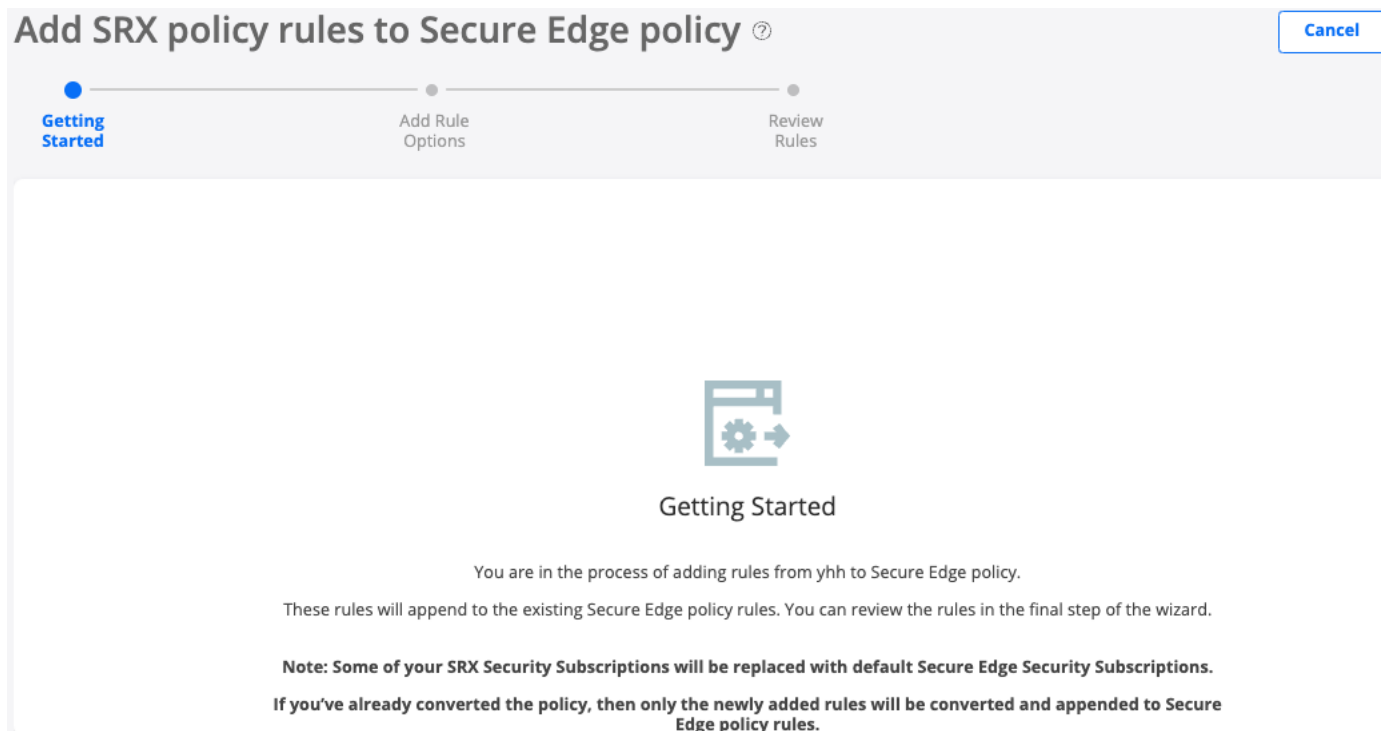 Add SRX policy rules to Secure Edge policy ?
Cancel
Getting
Started
Add Rule
Options
Review
Rules
Getting Started
You are in the process of adding rules from yhh to Secure Edge policy.
These rules will append to the existing Secure Edge policy rules. You can review the rules in the final step of the wizard.
Note: Some of your SRX Security Subscriptions will be replaced with default Secure Edge Security Subscriptions.
If you’ve already converted the policy, then only the newly added rules will be converted and appended to Secure
Edge policy rules.